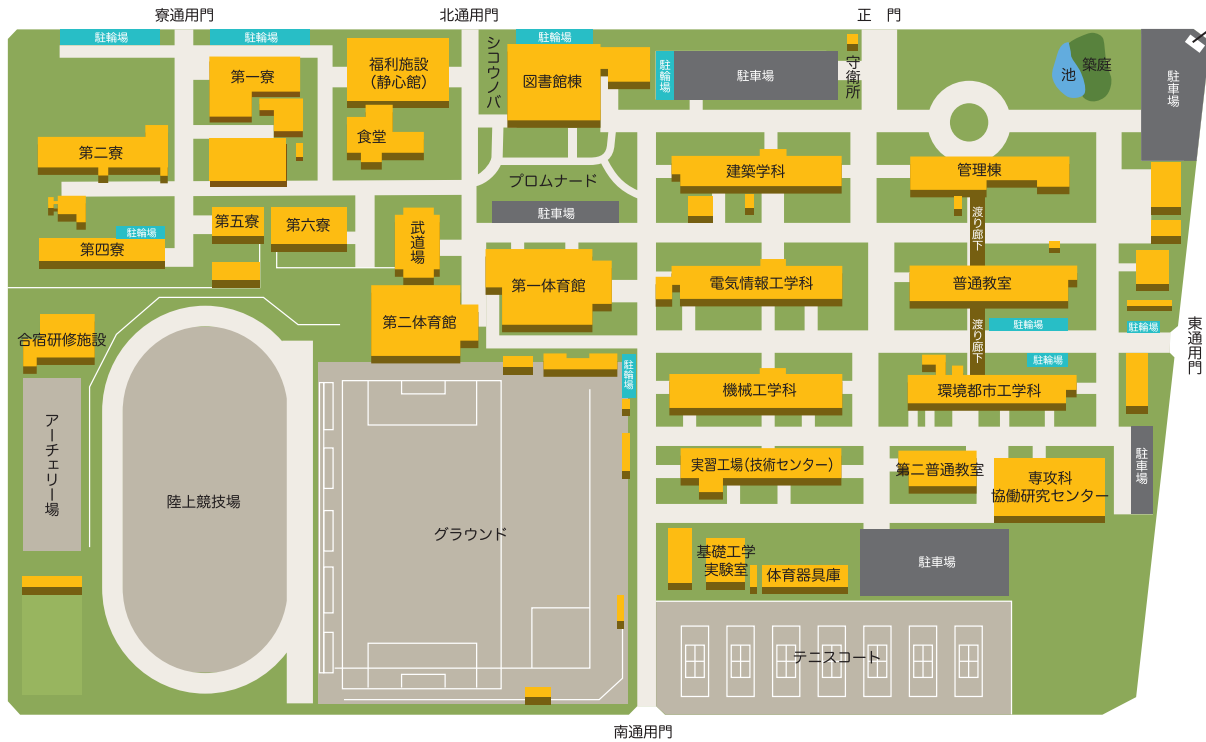 寮通用門
北通用門
正 門
駐輪場
駐輪場
シコウノバ
駐輪場
福利施設
(静心館)
第一寮
図書館棟
駐輪場
駐車場
守衛所
池
築庭
駐車場
食堂
第二寮
プロムナード
建築学科
管理棟
第五寮
第六寮
武道場
駐車場
渡り廊下
駐輪場
第四寮
第一体育館
電気情報工学科
普通教室
第二体育館
合宿研修施設
渡り廊下
駐輪場
駐輪場
東通用門
駐輪場
駐輪場
機械工学科
環境都市工学科
アーチェリー場
実習工場(技術センター)
第二普通教室
専攻科
協働研究センター
駐車場
陸上競技場
グラウンド
基礎工学
実験室
体育器具庫
駐車場
テニスコート
南通用門